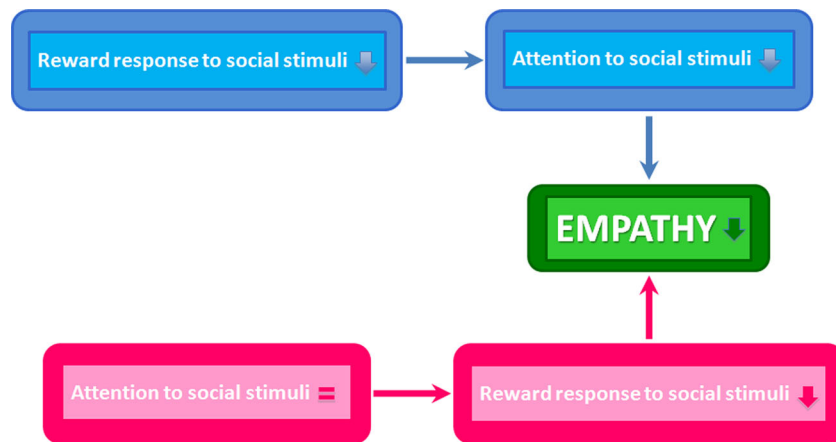 Reward response to social stimuli
Attention to social stimuli
EMPATHY
Attention to social stimuli =
Reward response to social stimuli